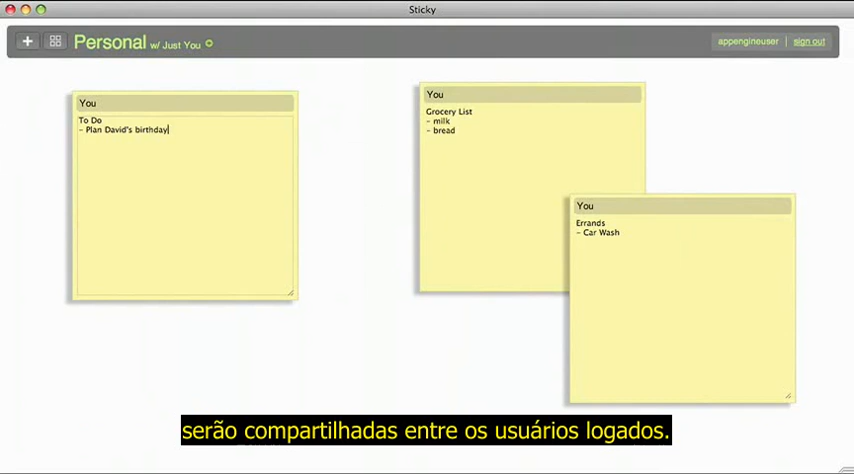 Sticky
Personal w/ Just You
appengineuser | sign out
You
To Do
- Plan David's birthday
You
Grocery List
- milk
- bread
You
Errands
- Car Wash
serão compartilhadas entre os usuários logados.